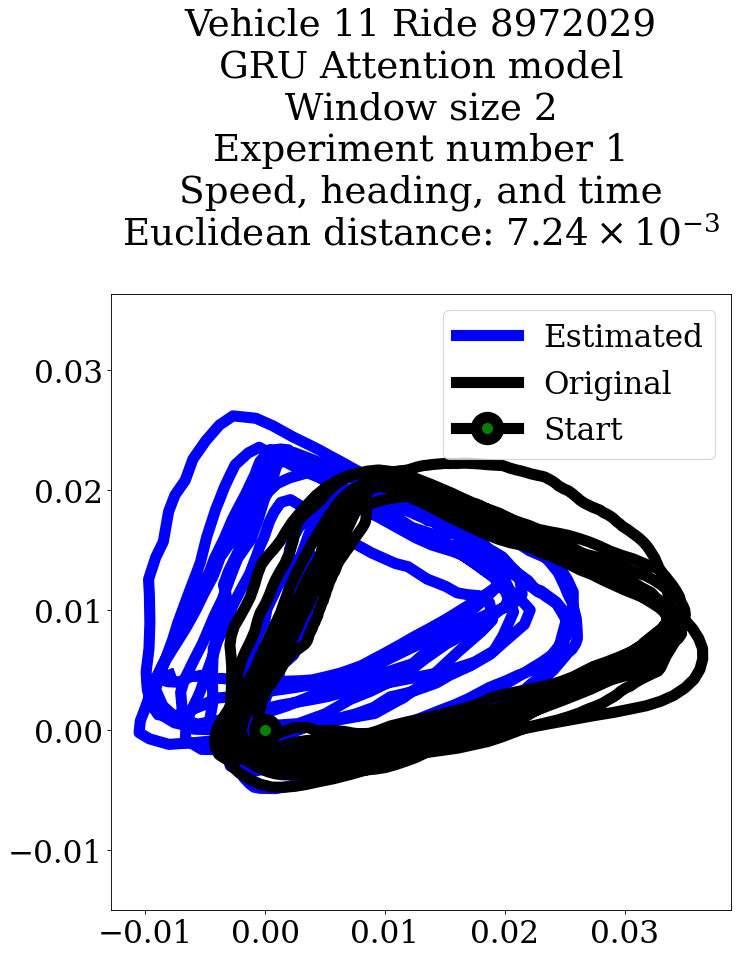 Vehicle 11 Ride 8972029
GRU Attention model
Window size 2
Experiment number 1
Speed, heading, and time
Euclidean distance: 7.24 × 10⁻³
Estimated
Original
Start
0.03
0.02
0.01
0.00
−0.01
−0.01 0.00 0.01 0.02 0.03